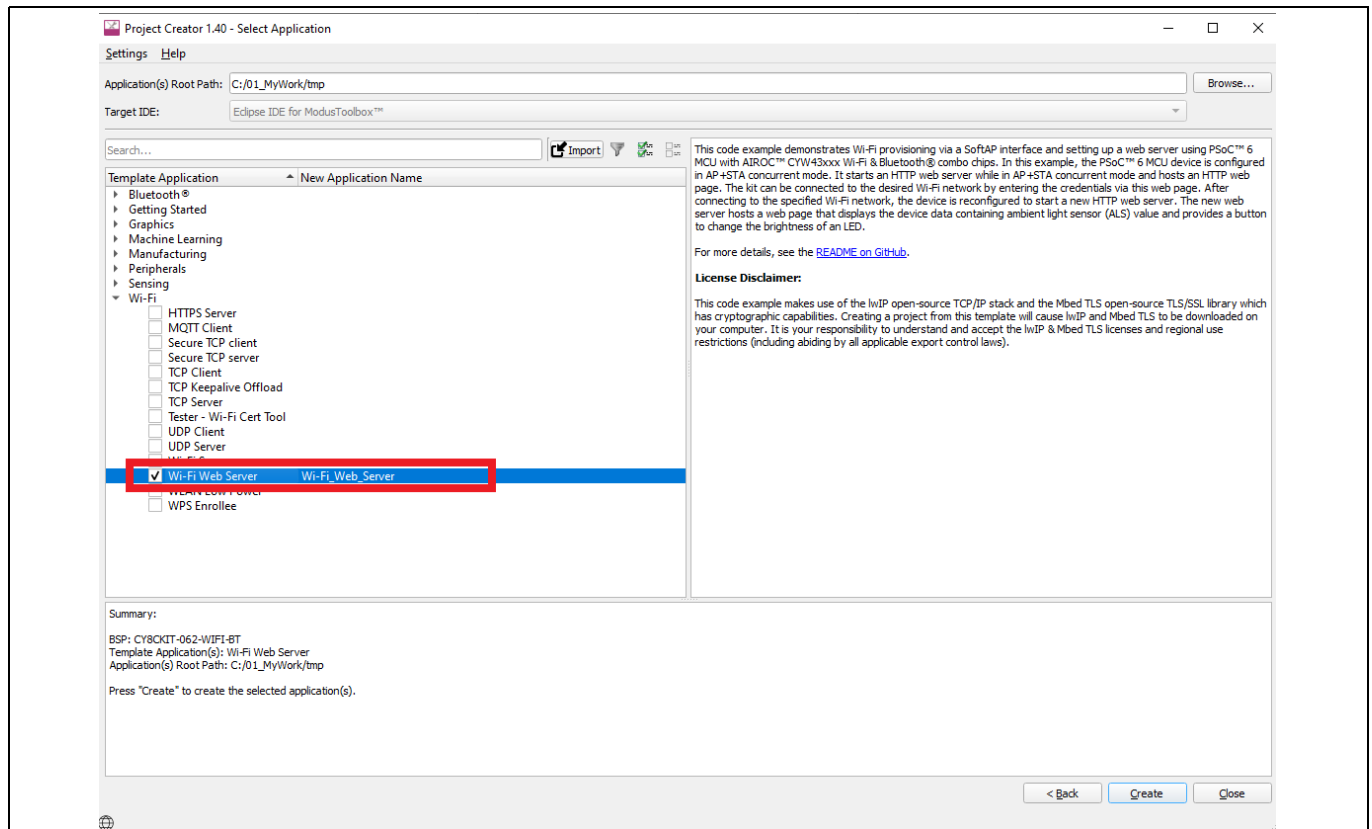 Project Creator 1.40 - Select Application
Settings Help
Application(s) Root Path: C:/01_MyWork/tmp Browse...
Target IDE: Eclipse IDE for ModusToolbox™
Search... Import
Template Application New Application Name
Bluetooth®
Getting Started
Graphics
Machine Learning
Manufacturing
Peripherals
Sensing
Wi-Fi
HTTPS Server
MQTT Client
Secure TCP client
Secure TCP server
TCP Client
TCP Keepalive Offload
TCP Server
Tester - Wi-Fi Cert Tool
UDP Client
UDP Server
Wi-Fi Web Server Wi-Fi_Web_Server
WLAN Low Power
WPS Enrollee
This code example demonstrates Wi-Fi provisioning via a SoftAP interface and setting up a web server using PSoC™ 6
MCU with AIROC™ CYW43xxx Wi-Fi & Bluetooth® combo chips. In this example, the PSoC™ 6 MCU device is configured
in AP+STA concurrent mode. It starts an HTTP web server while in AP+STA concurrent mode and hosts an HTTP web
page. The kit can be connected to the desired Wi-Fi network by entering the credentials via this web page. After
connecting to the specified Wi-Fi network, the device is reconfigured to start a new HTTP web server. The new web
server hosts a web page that displays the device data containing ambient light sensor (ALS) value and provides a button
to change the brightness of an LED.
For more details, see the README on GitHub.
License Disclaimer:
This code example makes use of the lwIP open-source TCP/IP stack and the Mbed TLS open-source TLS/SSL library which
has cryptographic capabilities. Creating a project from this template will cause lwIP and Mbed TLS to be downloaded on
your computer. It is your responsibility to understand and accept the lwIP & Mbed TLS licenses and regional use
restrictions (including abiding by all applicable export control laws).
Summary:
BSP: CY8CKIT-062-WIFI-BT
Template Application(s): Wi-Fi Web Server
Application(s) Root Path: C:/01_MyWork/tmp
Press "Create" to create the selected application(s).
< Back Create Close